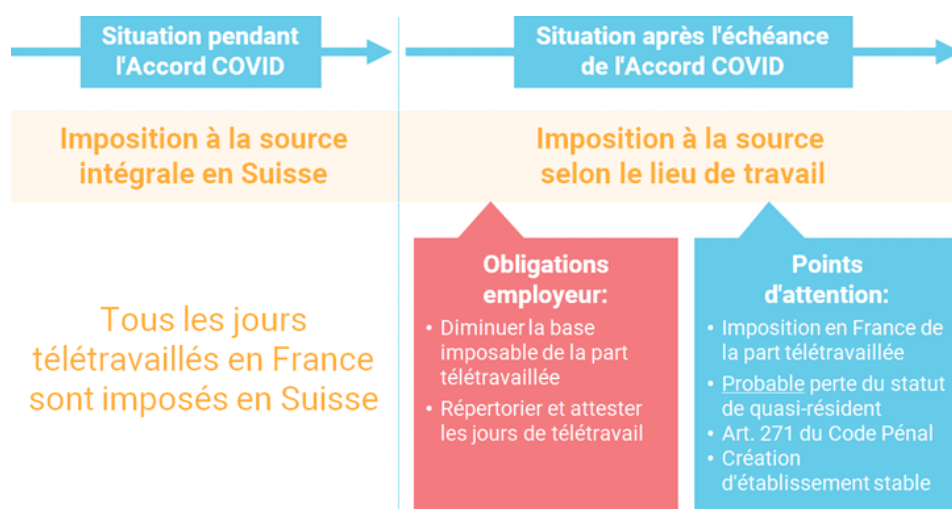 Situation pendant
l'Accord COVID
Situation après l'échéance
de l'Accord COVID
Imposition à la source
intégrale en Suisse
Imposition à la source
selon le lieu de travail
Tous les jours
télétravaillés en France
sont imposés en Suisse
Obligations
employeur:
• Diminuer la base
imposable de la part
télétravaillée
• Répertorier et attester
les jours de télétravail
Points
d'attention:
• Imposition en France de
la part télétravaillée
• Probable perte du statut
de quasi-résident
• Art. 271 du Code Pénal
• Création
d'établissement stable